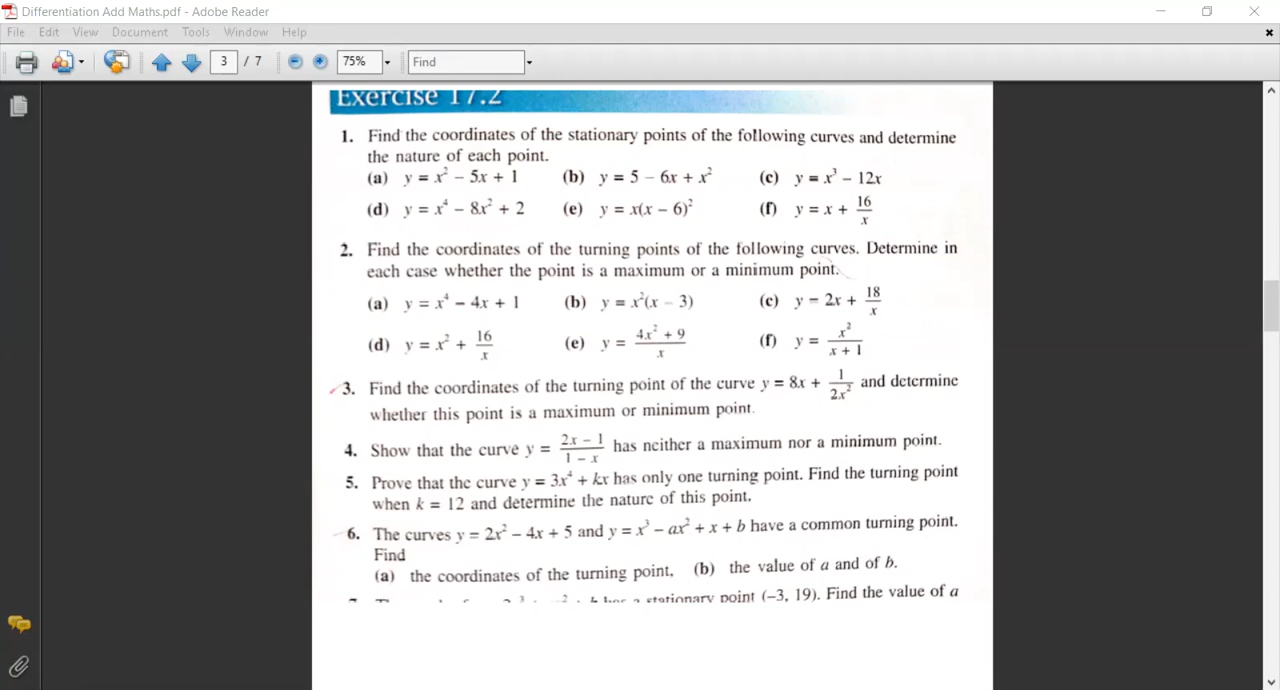 Differentiation Add Maths.pdf - Adobe Reader
File Edit View Document Tools Window Help
3 / 7 75% Find
Exercise 17.2
1. Find the coordinates of the stationary points of the following curves and determine
the nature of each point.
(a) y = x² − 5x + 1 (b) y = 5 − 6x + x² (c) y = x³ − 12x
(d) y = x⁴ − 8x² + 2 (e) y = x(x − 6)² (f) y = x + 16/x
2. Find the coordinates of the turning points of the following curves. Determine in
each case whether the point is a maximum or a minimum point.
(a) y = x⁴ − 4x + 1 (b) y = x²(x − 3) (c) y = 2x + 18/x
(d) y = x² + 16/x (e) y = (4x² + 9)/x (f) y = x²/(x + 1)
3. Find the coordinates of the turning point of the curve y = 8x + 1/(2x²) and determine
whether this point is a maximum or minimum point.
4. Show that the curve y = (2x − 1)/(1 − x) has neither a maximum nor a minimum point.
5. Prove that the curve y = 3x⁴ + kx has only one turning point. Find the turning point
when k = 12 and determine the nature of this point.
6. The curves y = 2x² − 4x + 5 and y = x³ − ax² + x + b have a common turning point.
Find
(a) the coordinates of the turning point, (b) the value of a and of b.
stationary point (−3, 19). Find the value of a